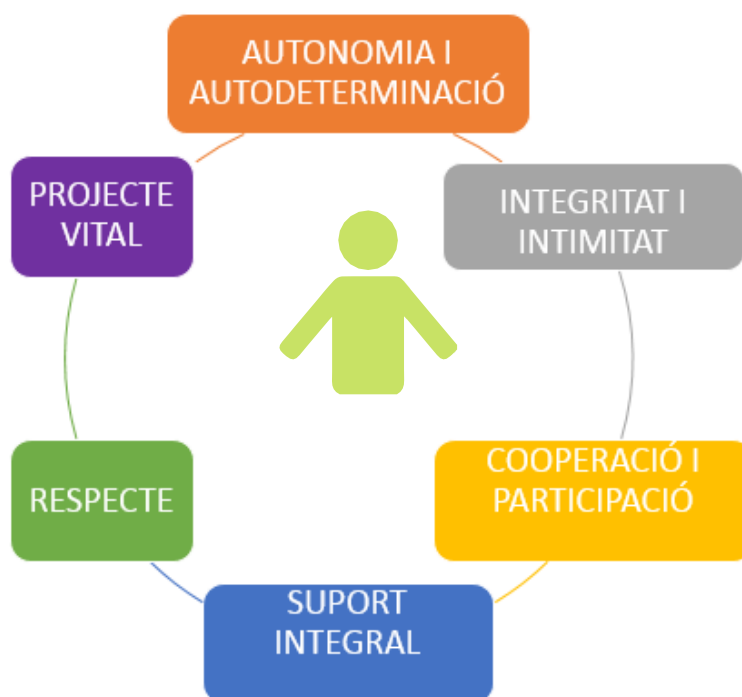 AUTONOMIA I
AUTODETERMINACIÓ
INTEGRITAT I
INTIMITAT
COOPERACIÓ I
PARTICIPACIÓ
SUPORT
INTEGRAL
RESPECTE
PROJECTE
VITAL